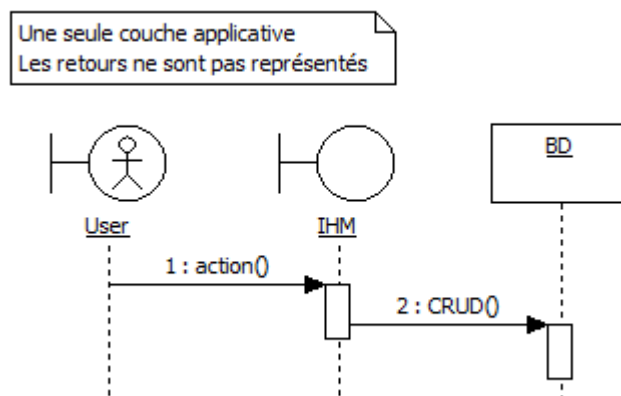 Une seule couche applicative
Les retours ne sont pas représentés
User
IHM
BD
1 : action()
2 : CRUD()